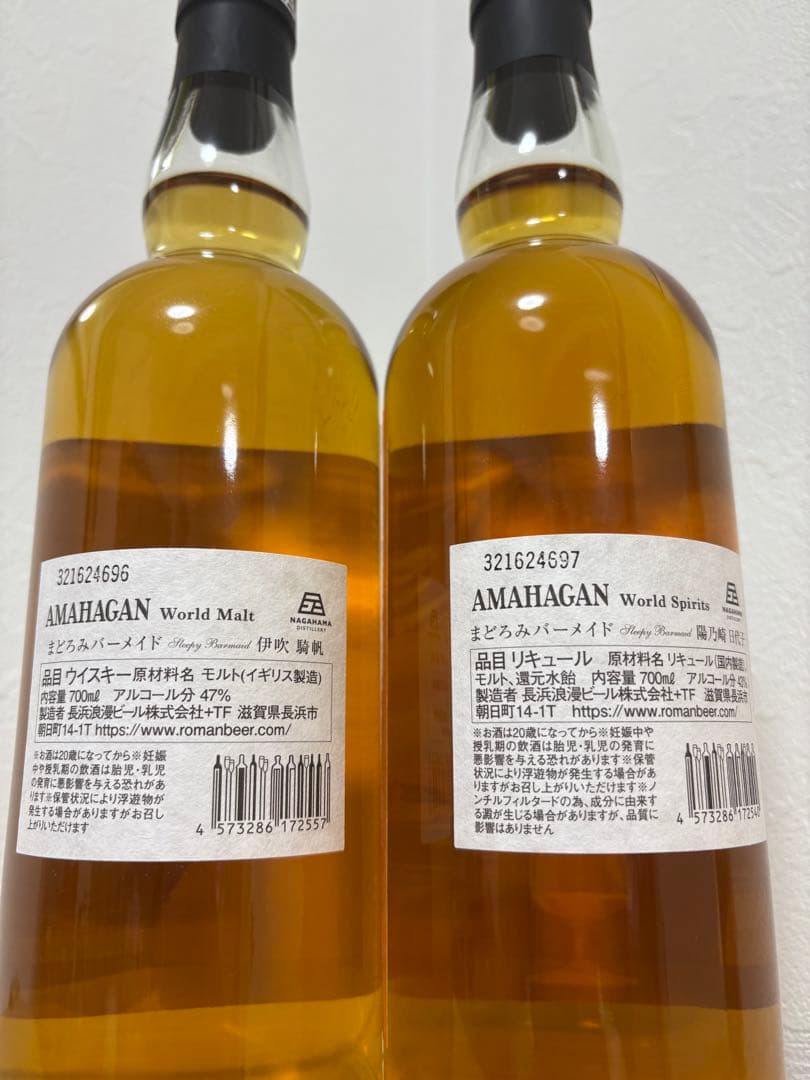 321624696
AMAHAGAN World Malt
NAGAHAMA
DISTILLERY
まどろみバーメイド Sleepy Barmaid 伊吹 騎帆
品目 ウイスキー 原材料名 モルト(イギリス製造)
内容量 700ml アルコール分 47%
製造者 長浜浪漫ビール株式会社+TF 滋賀県長浜市
朝日町14-1T https://www.romanbeer.com/
※お酒は20歳になってから※妊娠
中や授乳期の飲酒は胎児・乳児
の発育に悪影響を与える恐れがあ
ります※保管状況により浮遊物が
発生する場合がありますがお召し
上がりいただけます
4 573286 172557
321624697
AMAHAGAN World Spirits
NAGAHAMA
DISTILLERY
まどろみバーメイド Sleepy Barmaid 陽乃崎 日代子
品目 リキュール 原材料名 リキュール(国内製造)、
モルト、還元水飴 内容量 700ml アルコール分 43%
製造者 長浜浪漫ビール株式会社+TF 滋賀県長浜市
朝日町14-1T https://www.romanbeer.com/
※お酒は20歳になってから※妊娠中や
授乳期の飲酒は胎児・乳児の発育に
悪影響を与える恐れがあります※保管
状況により浮遊物が発生する場合があ
りますがお召し上がりいただけます※ノ
ンチルフィルタードの為、成分に由来す
る澱が生じる場合がありますが、品質に
影響はありません
4 573286 172540